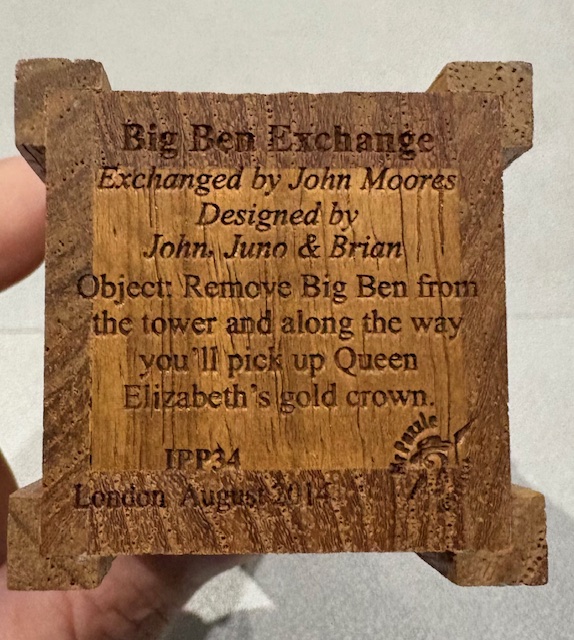 Big Ben Exchange
Exchanged by John Moores
Designed by
John, Juno & Brian
Object: Remove Big Ben from
the tower and along the way
you'll pick up Queen
Elizabeth's gold crown.
IPP34
Mr Puzzle
London August 2014